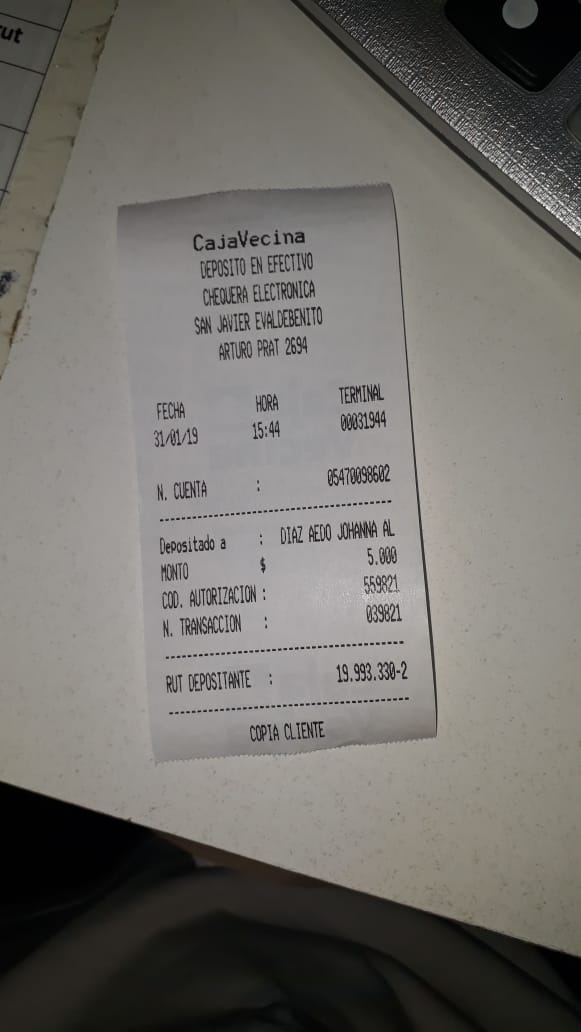 ut
CajaVecina
DEPOSITO EN EFECTIVO
CHEQUERA ELECTRONICA
SAN JAVIER EVALDEBENITO
ARTURO PRAT 2694
FECHA HORA TERMINAL
31/01/19 15:44 00031944
N. CUENTA : 05470098602
Depositado a : DIAZ AEDO JOHANNA AL
MONTO $ 5.000
COD. AUTORIZACION : 559821
N. TRANSACCION : 039821
RUT DEPOSITANTE : 19.993.330-2
COPIA CLIENTE